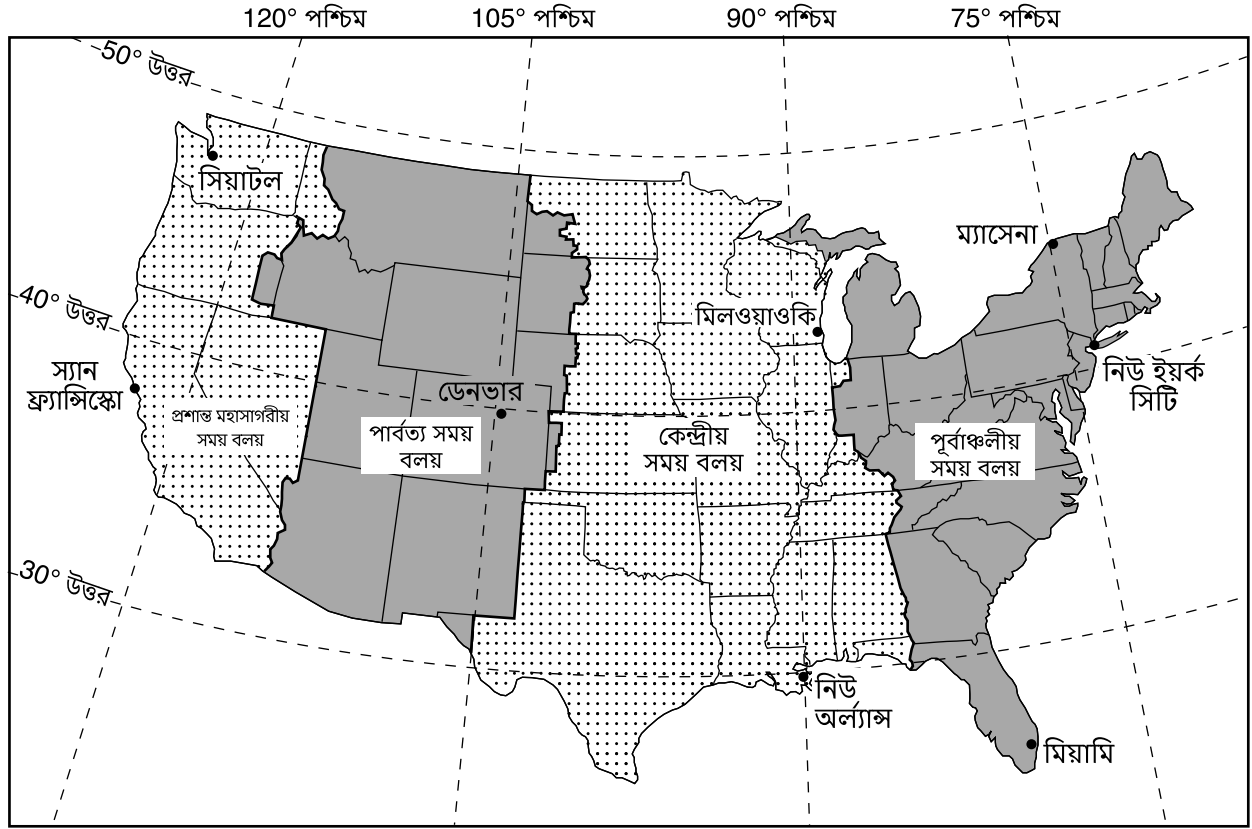 120° পশ্চিম
105° পশ্চিম
90° পশ্চিম
75° পশ্চিম
50° উত্তর
সিয়াটল
ম্যাসেনা
40° উত্তর
মিলওয়াওকি
স্যান
ফ্র্যান্সিস্কো
নিউ ইয়র্ক
সিটি
ডেনভার
প্রশান্ত মহাসাগরীয়
সময় বলয়
পার্বত্য সময়
বলয়
কেন্দ্রীয়
সময় বলয়
পূর্বাঞ্চলীয়
সময় বলয়
30° উত্তর
নিউ
অর্ল্যান্স
মিয়ামি